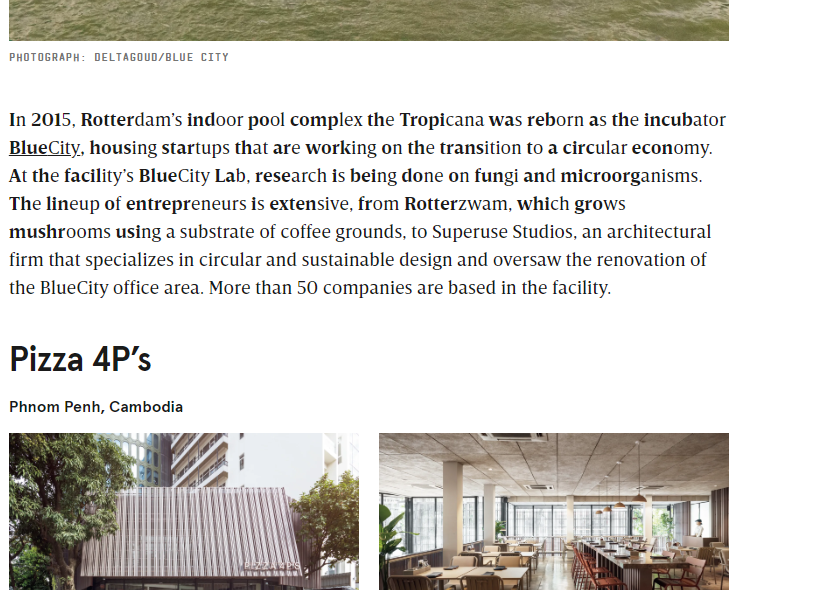 PHOTOGRAPH: DELTAGOUD/BLUE CITY
In 2015, Rotterdam’s indoor pool complex the Tropicana was reborn as the incubator
BlueCity, housing startups that are working on the transition to a circular economy.
At the facility’s BlueCity Lab, research is being done on fungi and microorganisms.
The lineup of entrepreneurs is extensive, from Rotterzwam, which grows
mushrooms using a substrate of coffee grounds, to Superuse Studios, an architectural
firm that specializes in circular and sustainable design and oversaw the renovation of
the BlueCity office area. More than 50 companies are based in the facility.
Pizza 4P’s
Phnom Penh, Cambodia
PIZZA 4P'S